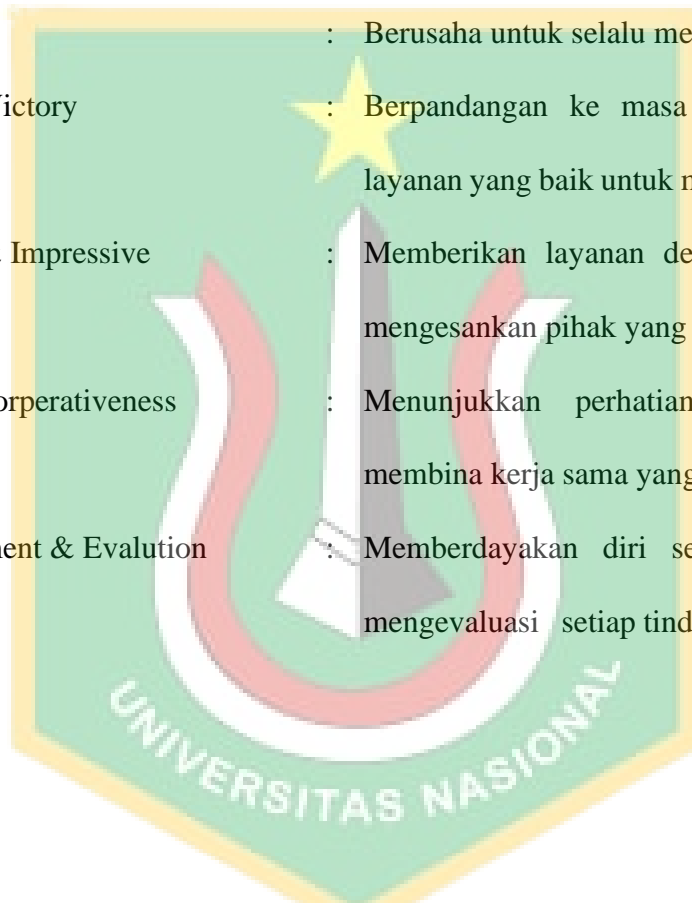 : Berusaha untuk selalu me
ictory : Berpandangan ke masa
layanan yang baik untuk
Impressive : Memberikan layanan de
mengesankan pihak yang
orperativeness : Menunjukkan perhatian
membina kerja sama yang
ent & Evalution : Memberdayakan diri se
mengevaluasi setiap tind
UNIVERSITAS NASIONAL